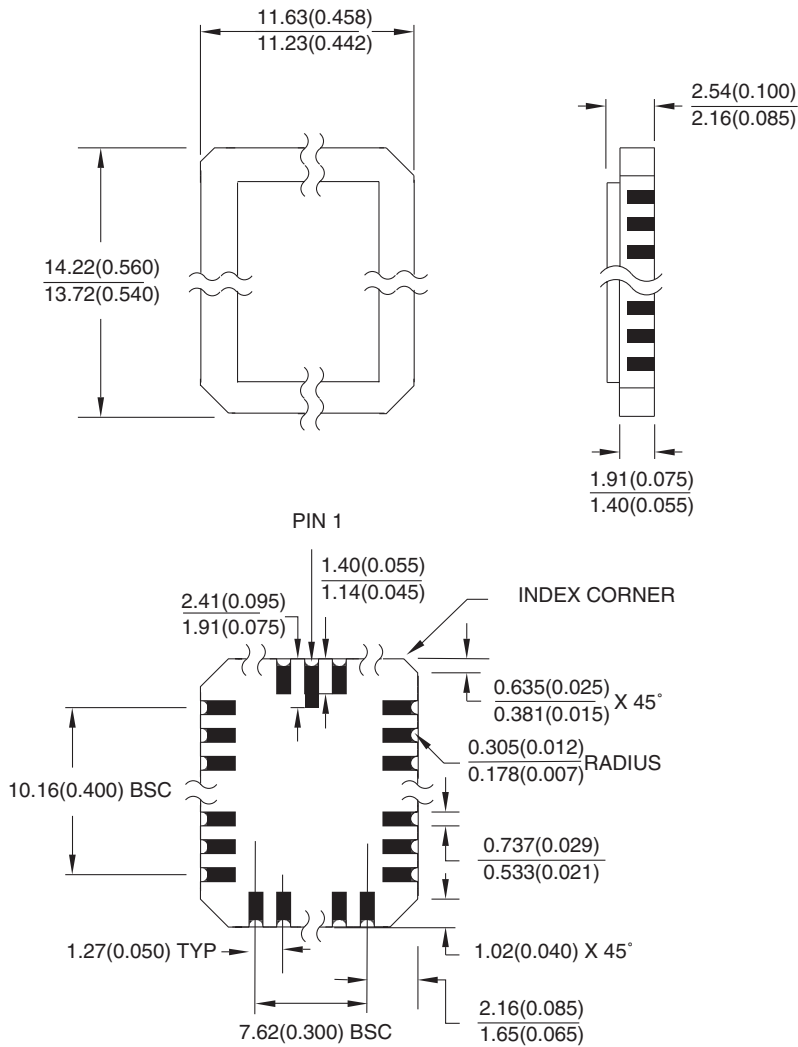 11.63(0.458)
11.23(0.442)
2.54(0.100)
2.16(0.085)
14.22(0.560)
13.72(0.540)
1.91(0.075)
1.40(0.055)
PIN 1
1.40(0.055)
1.14(0.045)
INDEX CORNER
2.41(0.095)
1.91(0.075)
0.635(0.025)
0.381(0.015)
X 45°
0.305(0.012)
0.178(0.007)
RADIUS
10.16(0.400) BSC
0.737(0.029)
0.533(0.021)
1.27(0.050) TYP
1.02(0.040) X 45°
2.16(0.085)
1.65(0.065)
7.62(0.300) BSC